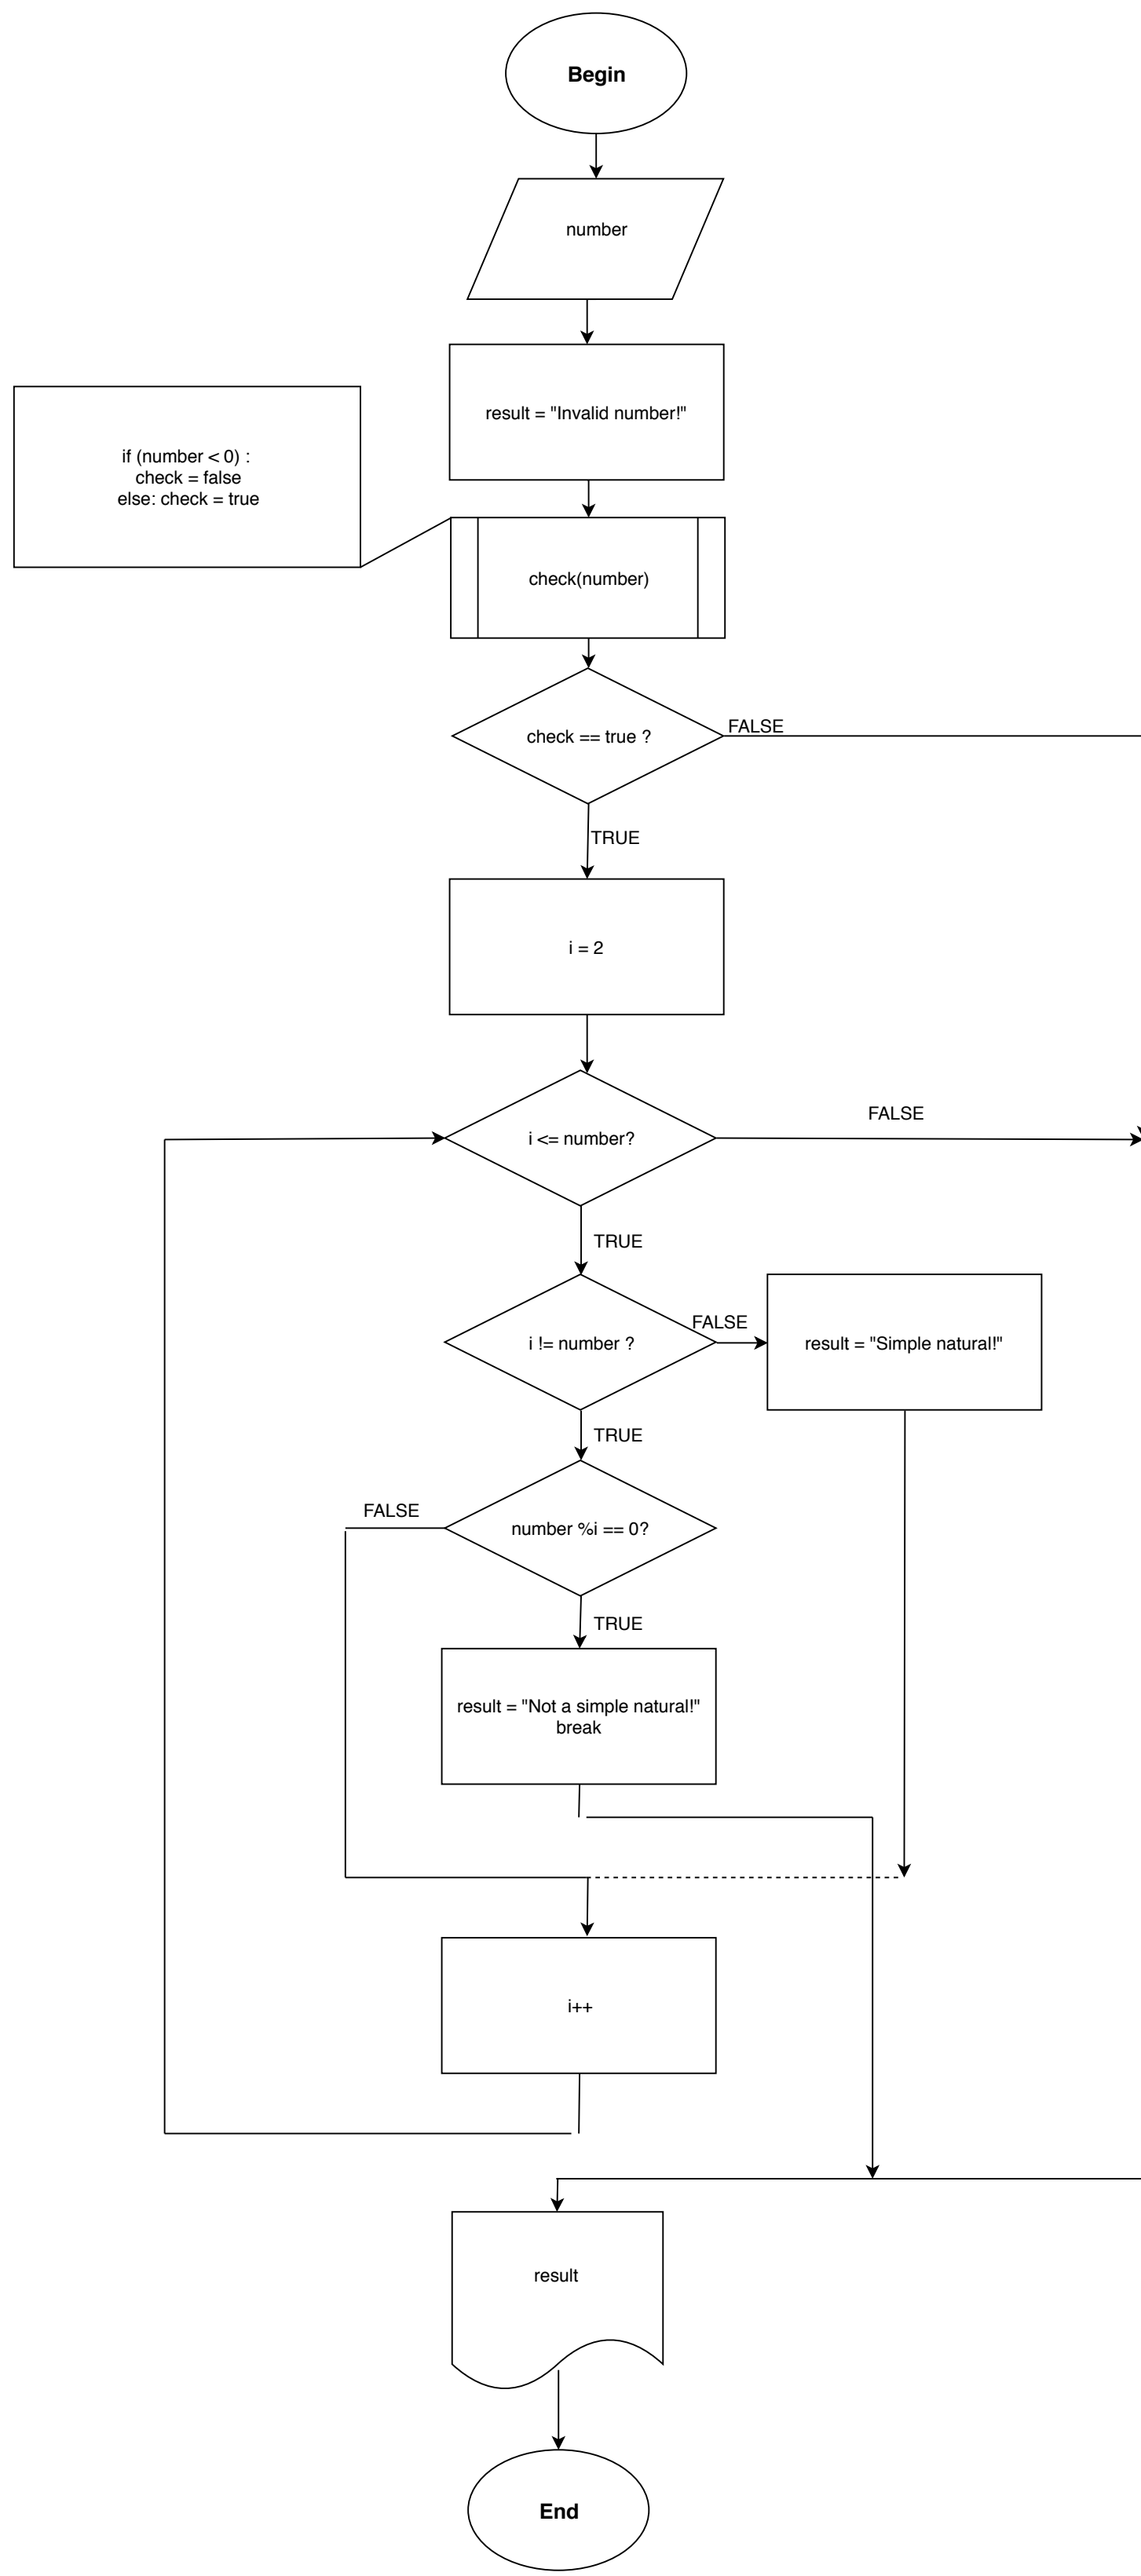 Begin
number
result = "Invalid number!"
if (number < 0) :
check = false
else: check = true
check(number)
check == true ?
FALSE
TRUE
i = 2
i <= number?
FALSE
TRUE
i != number ?
FALSE
result = "Simple natural!"
TRUE
number %i == 0?
FALSE
TRUE
result = "Not a simple natural!"
break
i++
result
End